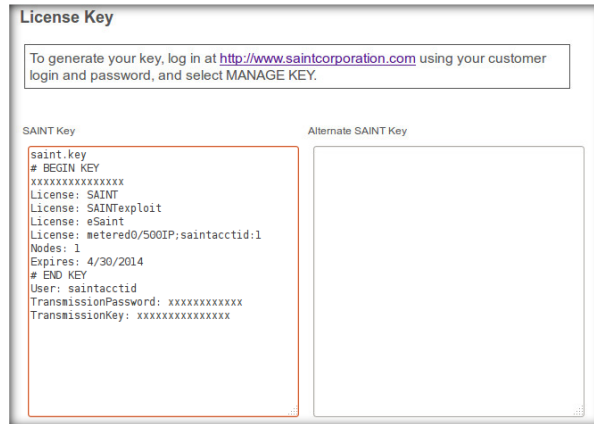 License Key
To generate your key, log in at http://www.saintcorporation.com using your customer
login and password, and select MANAGE KEY.
SAINT Key
Alternate SAINT Key
saint.key
# BEGIN KEY
xxxxxxxxxxxxxxx
License: SAINT
License: SAINTexploit
License: eSaint
License: metered0/500IP;saintacctid:1
Nodes: 1
Expires: 4/30/2014
# END KEY
User: saintacctid
TransmissionPassword: xxxxxxxxxxxx
TransmissionKey: xxxxxxxxxxxxxxx